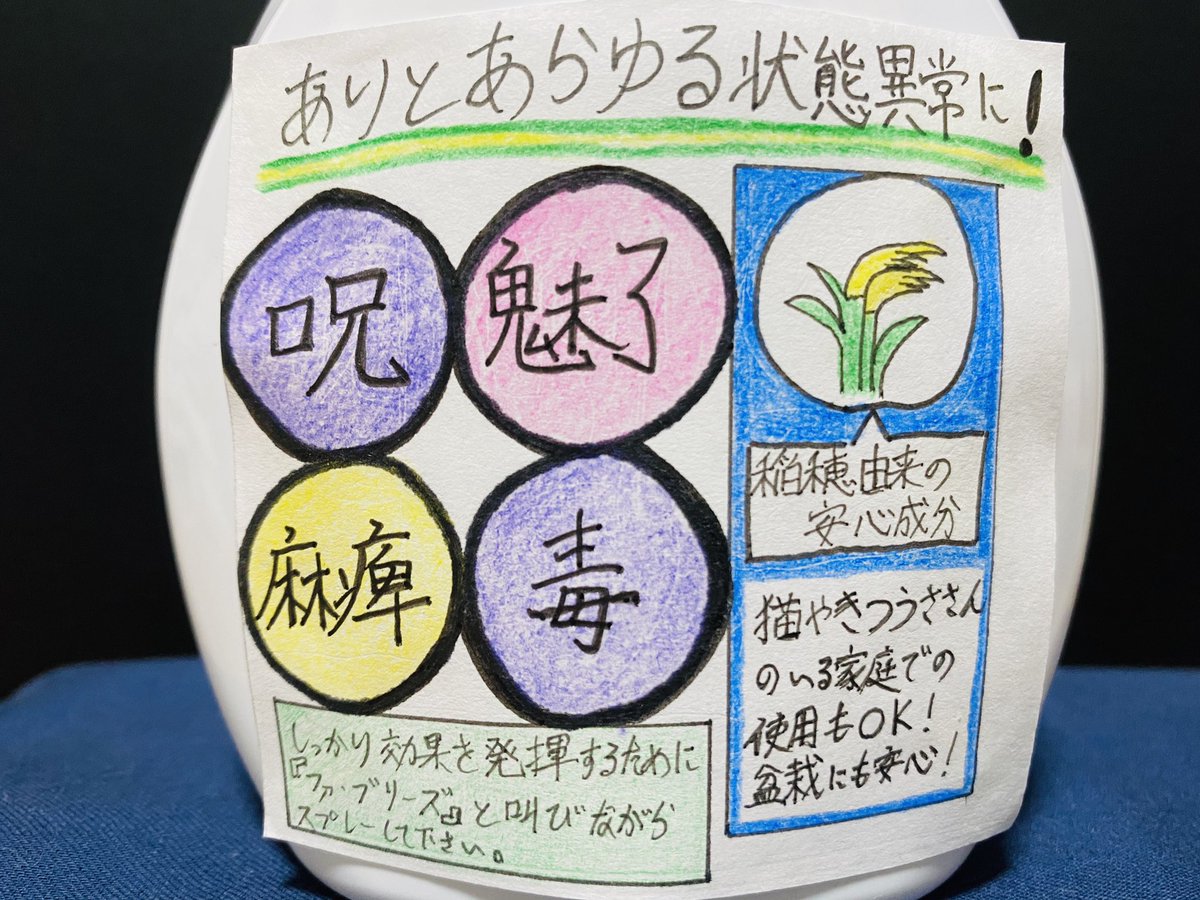 ありとあらゆる状態異常に!
呪
魅了
麻痺
毒
稲穂由来の
安心成分
猫やきつうささん
のいる家庭での
使用もOK!
盆栽にも安心!
しっかり効果を発揮するために
『ファ・ブリーズ』と叫びながら
スプレーして下さい。